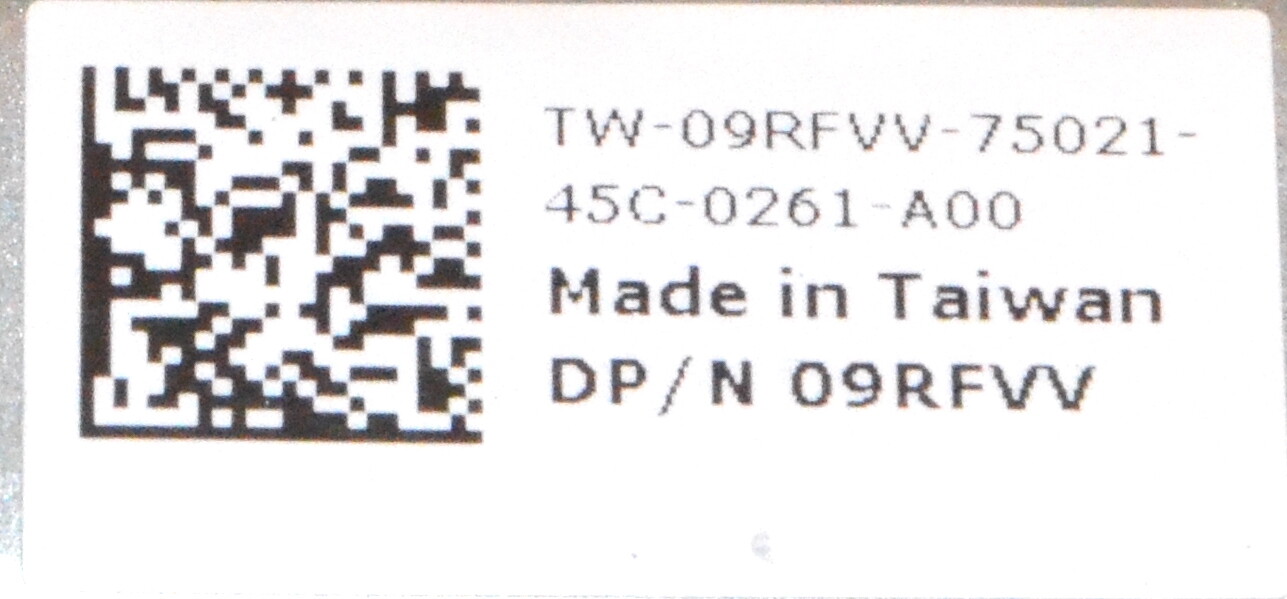 TW-09RFVV-75021-
45C-0261-A00
Made in Taiwan
DP/N 09RFVV